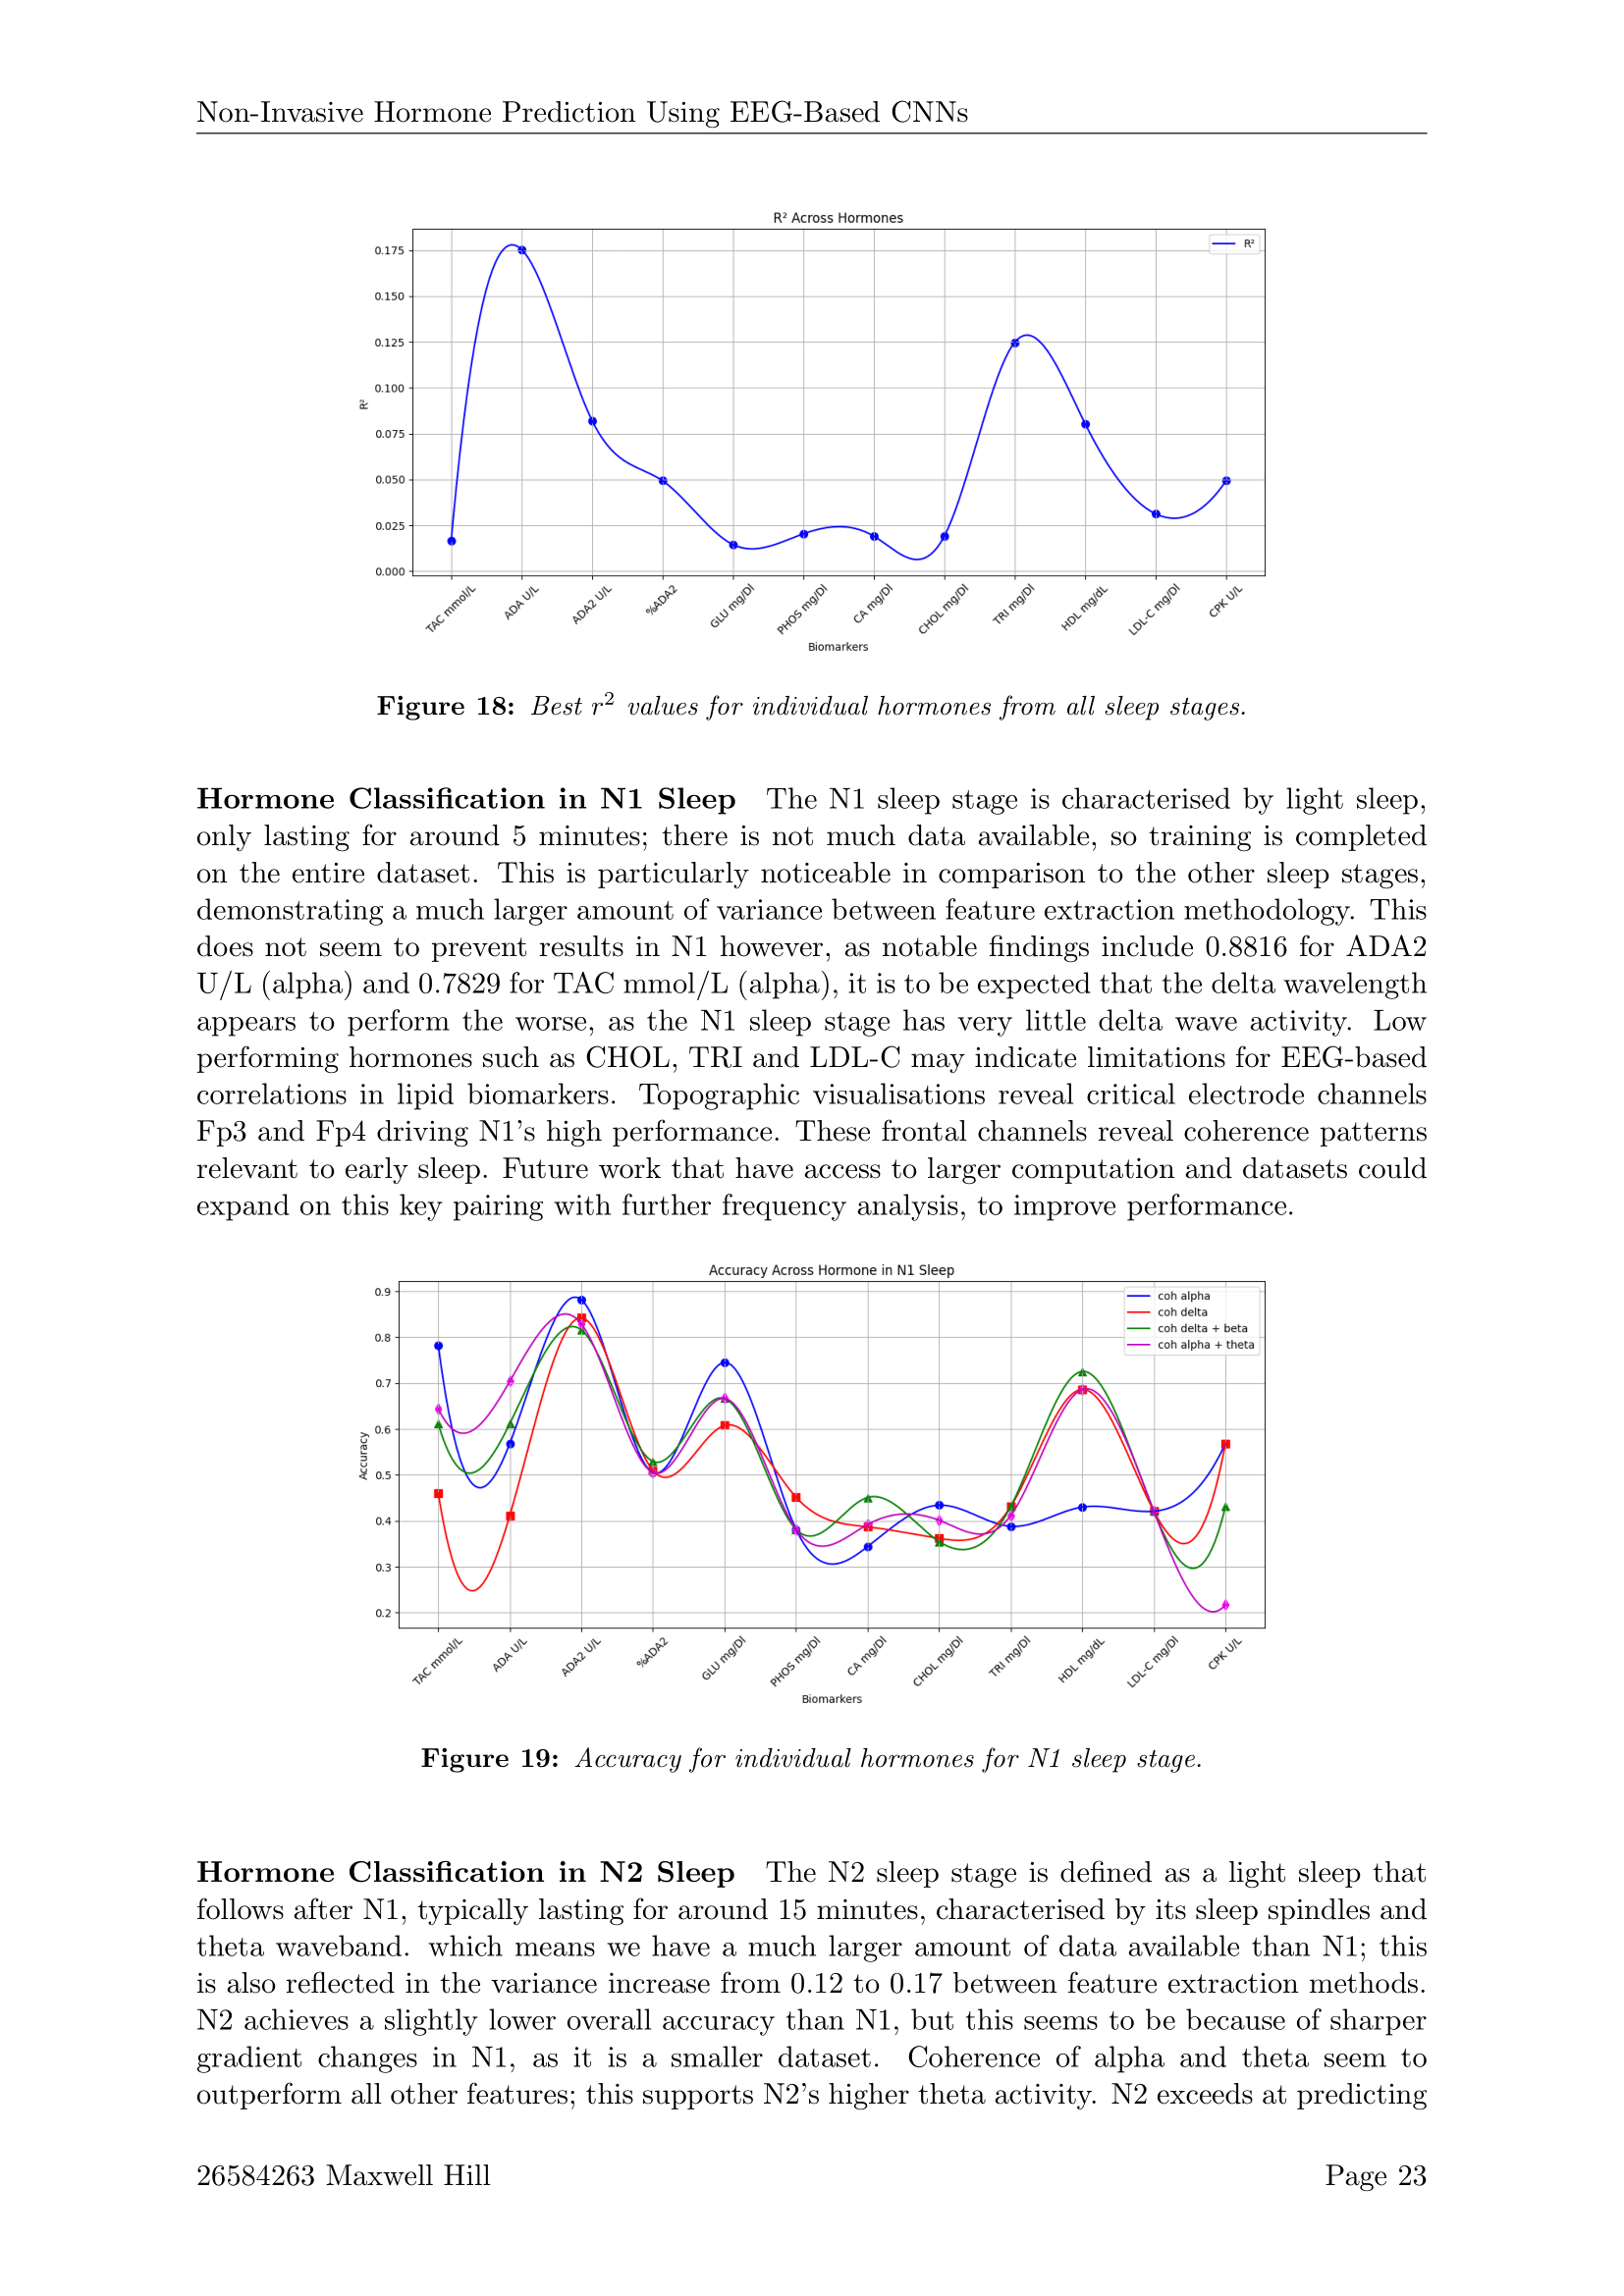 Non-Invasive Hormone Prediction Using EEG-Based CNNs
R² Across Hormones
R²
0.175
0.150
0.125
0.100
0.075
0.050
0.025
0.000
R²
TAC mmol/L
ADA U/L
ADA2 U/L
%ADA2
GLU mg/Dl
PHOS mg/Dl
CA mg/Dl
CHOL mg/Dl
TRI mg/Dl
HDL mg/dL
LDL-C mg/Dl
CPK U/L
Biomarkers
Figure 18: Best r² values for individual hormones from all sleep stages.
Hormone Classification in N1 Sleep The N1 sleep stage is characterised by light sleep,
only lasting for around 5 minutes; there is not much data available, so training is completed
on the entire dataset. This is particularly noticeable in comparison to the other sleep stages,
demonstrating a much larger amount of variance between feature extraction methodology. This
does not seem to prevent results in N1 however, as notable findings include 0.8816 for ADA2
U/L (alpha) and 0.7829 for TAC mmol/L (alpha), it is to be expected that the delta wavelength
appears to perform the worse, as the N1 sleep stage has very little delta wave activity. Low
performing hormones such as CHOL, TRI and LDL-C may indicate limitations for EEG-based
correlations in lipid biomarkers. Topographic visualisations reveal critical electrode channels
Fp3 and Fp4 driving N1's high performance. These frontal channels reveal coherence patterns
relevant to early sleep. Future work that have access to larger computation and datasets could
expand on this key pairing with further frequency analysis, to improve performance.
Accuracy Across Hormone in N1 Sleep
coh alpha
coh delta
coh delta + beta
coh alpha + theta
0.9
0.8
0.7
0.6
0.5
0.4
0.3
0.2
Accuracy
TAC mmol/L
ADA U/L
ADA2 U/L
%ADA2
GLU mg/Dl
PHOS mg/Dl
CA mg/Dl
CHOL mg/Dl
TRI mg/Dl
HDL mg/dL
LDL-C mg/Dl
CPK U/L
Biomarkers
Figure 19: Accuracy for individual hormones for N1 sleep stage.
Hormone Classification in N2 Sleep The N2 sleep stage is defined as a light sleep that
follows after N1, typically lasting for around 15 minutes, characterised by its sleep spindles and
theta waveband. which means we have a much larger amount of data available than N1; this
is also reflected in the variance increase from 0.12 to 0.17 between feature extraction methods.
N2 achieves a slightly lower overall accuracy than N1, but this seems to be because of sharper
gradient changes in N1, as it is a smaller dataset. Coherence of alpha and theta seem to
outperform all other features; this supports N2's higher theta activity. N2 exceeds at predicting
26584263 Maxwell Hill
Page 23